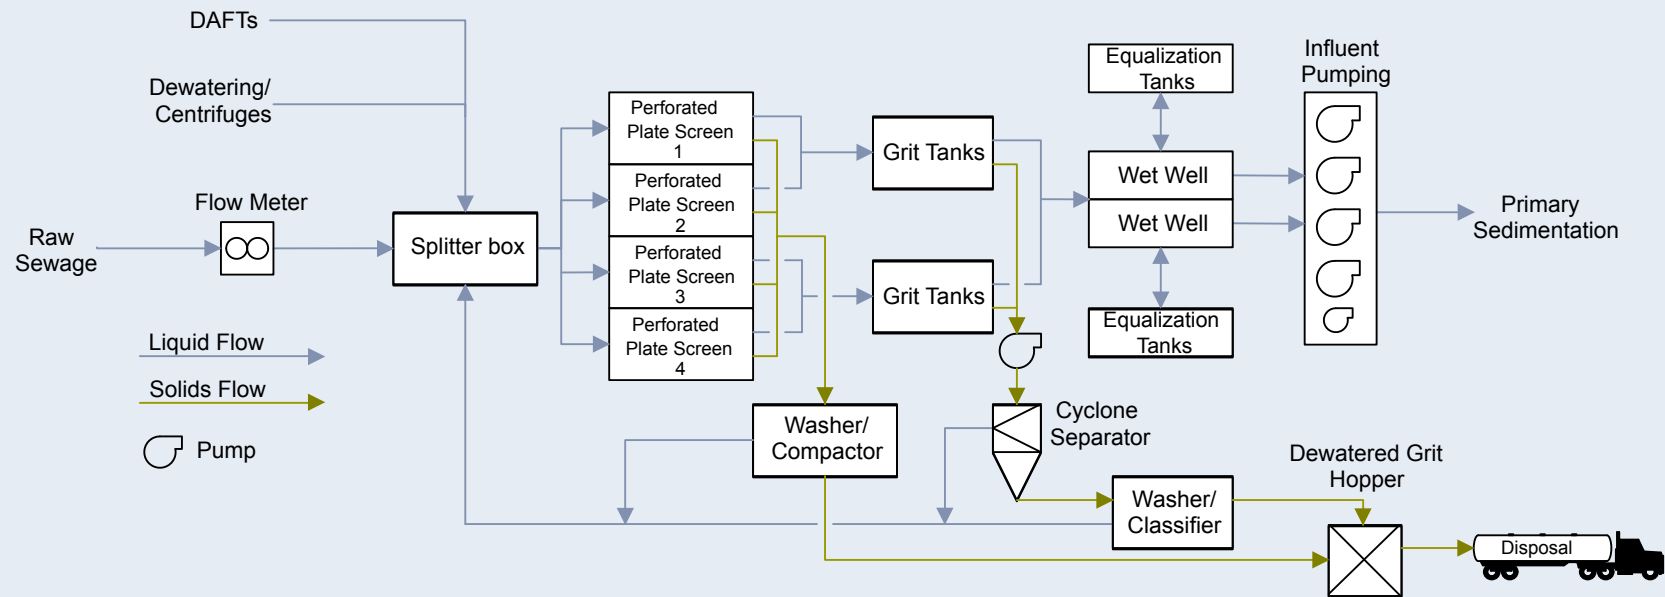 DAFTs
Dewatering/
Centrifuges
Raw
Sewage
Flow Meter
Splitter box
Liquid Flow
Solids Flow
Pump
Perforated
Plate Screen
1
Perforated
Plate Screen
2
Perforated
Plate Screen
3
Perforated
Plate Screen
4
Washer/
Compactor
Grit Tanks
Grit Tanks
Cyclone
Separator
Washer/
Classifier
Equalization
Tanks
Wet Well
Wet Well
Equalization
Tanks
Influent
Pumping
Primary
Sedimentation
Dewatered Grit
Hopper
Disposal